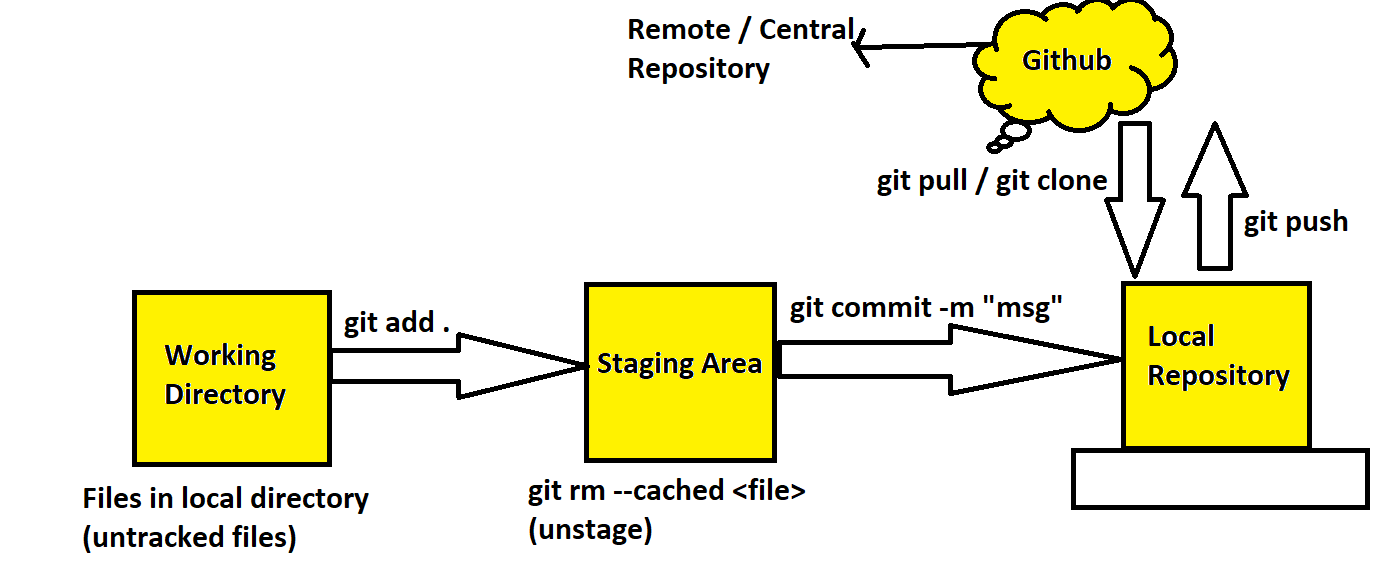 Remote / Central
Repository
Github
git pull / git clone
git push
git add .
git commit -m "msg"
Working
Directory
Staging Area
Local
Repository
Files in local directory
(untracked files)
git rm --cached <file>
(unstage)